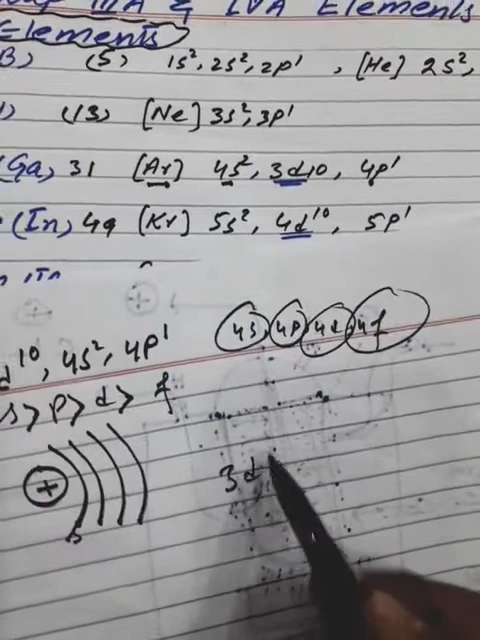 IIIA & IVA Elements
Elements
B) (5) 1s², 2s², 2p¹ , [He] 2s²,
) (13) [Ne] 3s², 3p¹
(Ga) 31 [Ar] 4s², 3d10, 4p¹
(In) 49 [Kr] 5s², 4d¹⁰, 5p¹
4s 4p 4d 4f
d¹⁰, 4s², 4p¹
s > p > d > f
+
3d